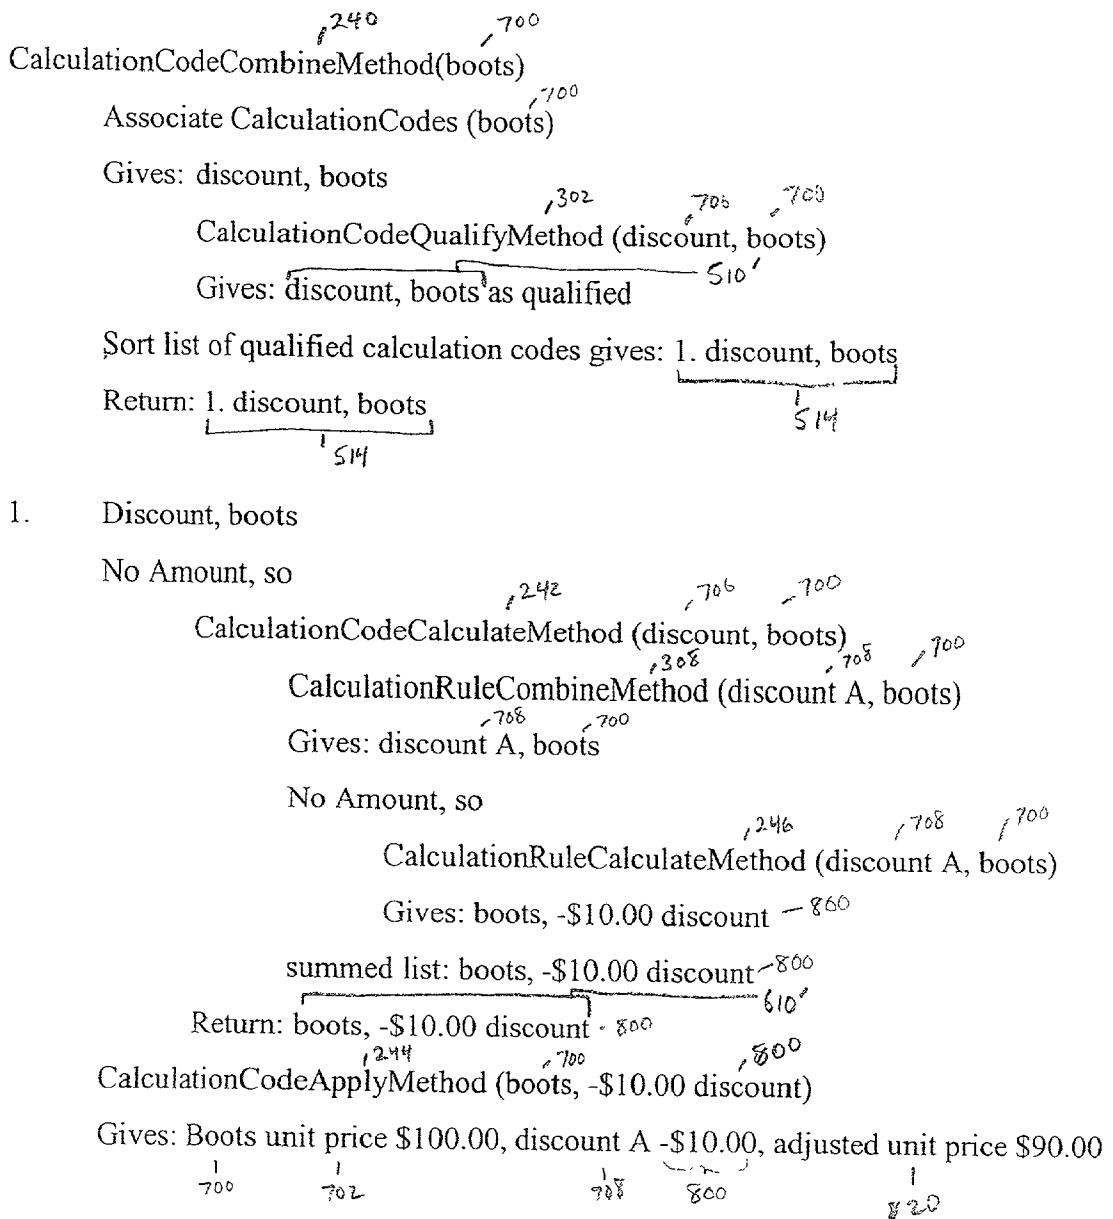 240 700
CalculationCodeCombineMethod(boots)
700
Associate CalculationCodes (boots)
Gives: discount, boots
302 706 700
CalculationCodeQualifyMethod (discount, boots)
510'
Gives: discount, boots as qualified
Sort list of qualified calculation codes gives: 1. discount, boots
514
Return: 1. discount, boots
514
1. Discount, boots
No Amount, so
242 706 700
CalculationCodeCalculateMethod (discount, boots)
308 708 700
CalculationRuleCombineMethod (discount A, boots)
708 700
Gives: discount A, boots
No Amount, so
246 708 700
CalculationRuleCalculateMethod (discount A, boots)
Gives: boots, -$10.00 discount 800
summed list: boots, -$10.00 discount 800
610'
Return: boots, -$10.00 discount 800
244 700 800
CalculationCodeApplyMethod (boots, -$10.00 discount)
Gives: Boots unit price $100.00, discount A -$10.00, adjusted unit price $90.00
700 702 708 800 820